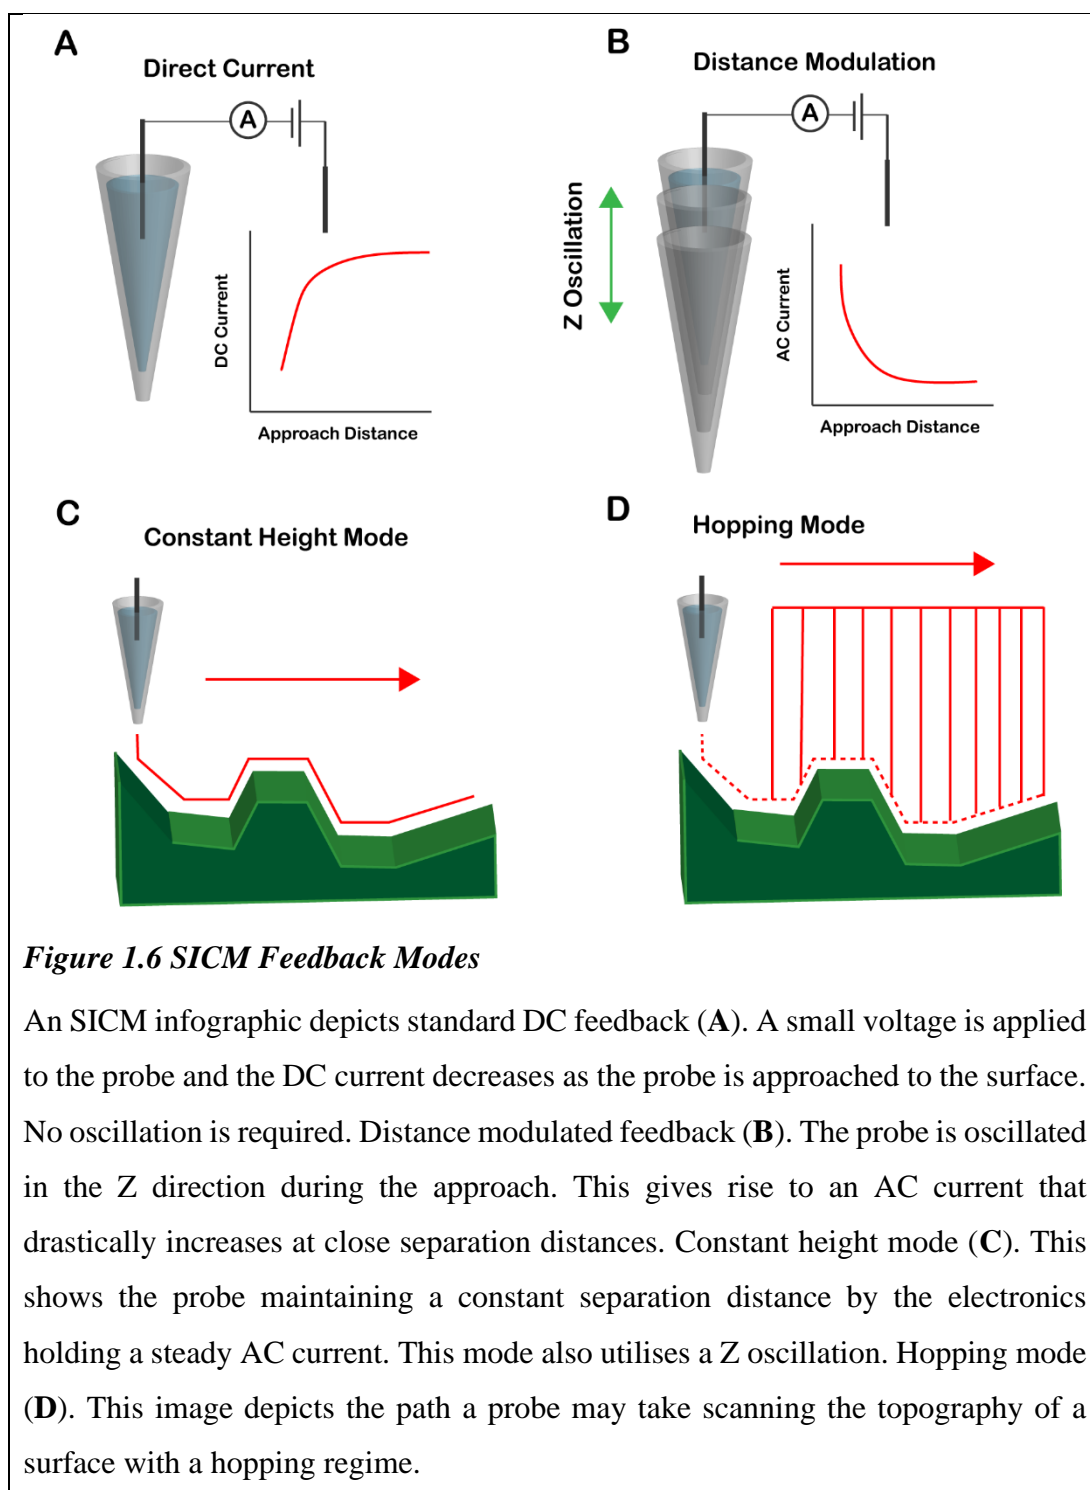 A
Direct Current
A
DC Current
Approach Distance
B
Distance Modulation
A
Z Oscillation
AC Current
Approach Distance
C
Constant Height Mode
D
Hopping Mode
Figure 1.6 SICM Feedback Modes
An SICM infographic depicts standard DC feedback (A). A small voltage is applied
to the probe and the DC current decreases as the probe is approached to the surface.
No oscillation is required. Distance modulated feedback (B). The probe is oscillated
in the Z direction during the approach. This gives rise to an AC current that
drastically increases at close separation distances. Constant height mode (C). This
shows the probe maintaining a constant separation distance by the electronics
holding a steady AC current. This mode also utilises a Z oscillation. Hopping mode
(D). This image depicts the path a probe may take scanning the topography of a
surface with a hopping regime.